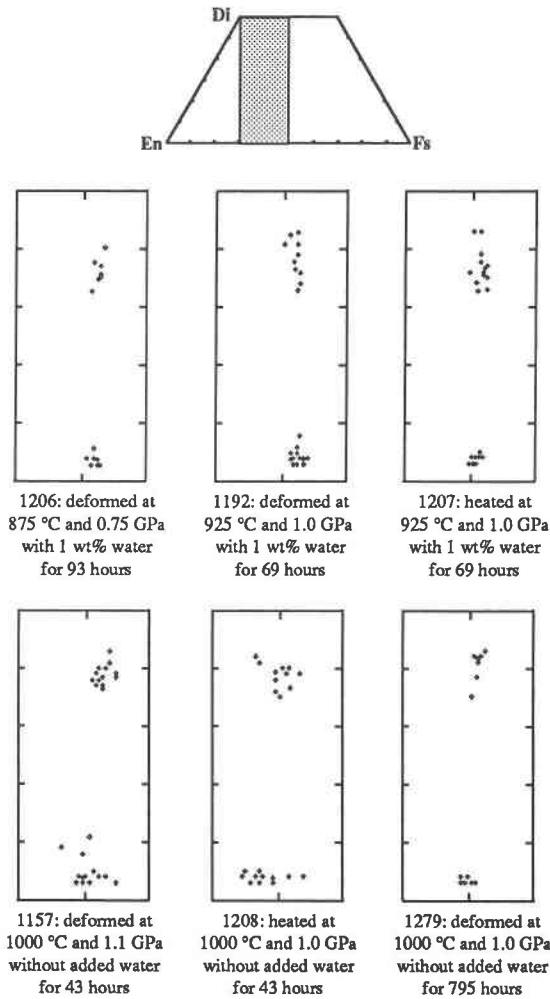 Di
En
Fs
1206: deformed at
875 °C and 0.75 GPa
with 1 wt% water
for 93 hours
1192: deformed at
925 °C and 1.0 GPa
with 1 wt% water
for 69 hours
1207: heated at
925 °C and 1.0 GPa
with 1 wt% water
for 69 hours
1157: deformed at
1000 °C and 1.1 GPa
without added water
for 43 hours
1208: heated at
1000 °C and 1.0 GPa
without added water
for 43 hours
1279: deformed at
1000 °C and 1.0 GPa
without added water
for 795 hours